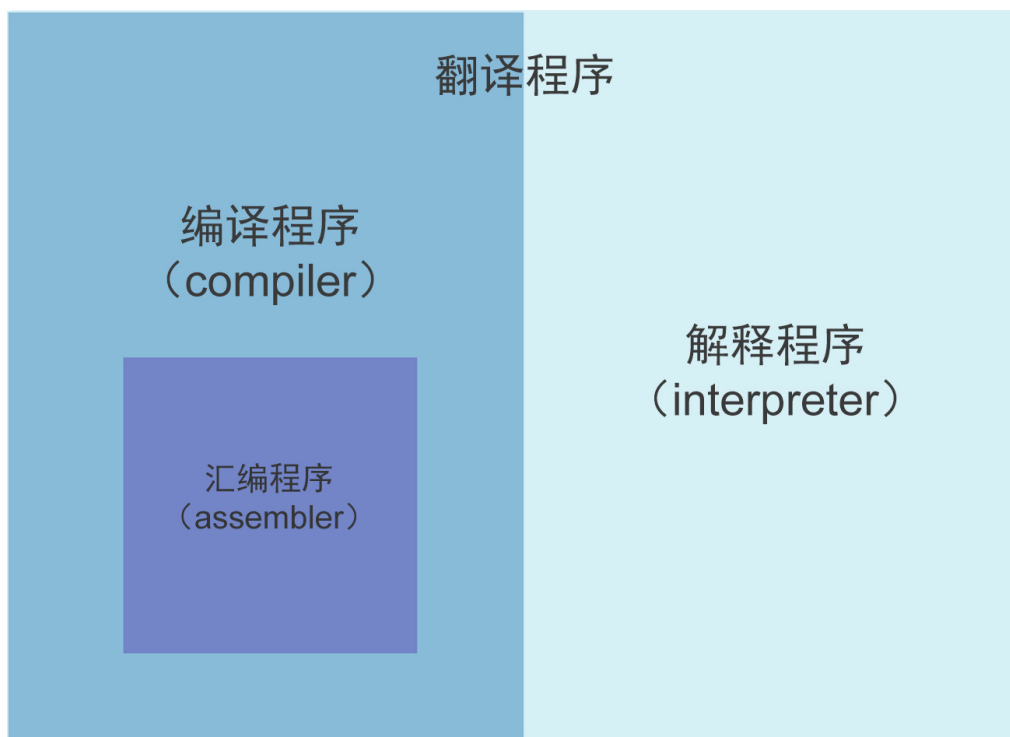 翻译程序
编译程序
（compiler）
解释程序
（interpreter）
汇编程序
（assembler）